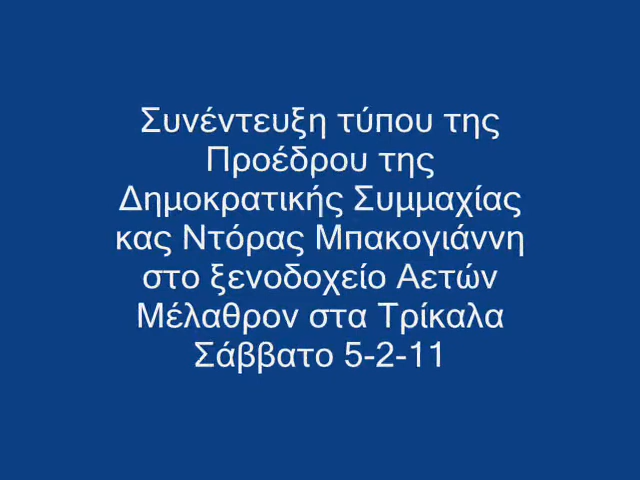 Συνέντευξη τύπου της
Προέδρου της
Δημοκρατικής Συμμαχίας
κας Ντόρας Μπακογιάννη
στο ξενοδοχείο Αετών
Μέλαθρον στα Τρίκαλα
Σάββατο 5-2-11